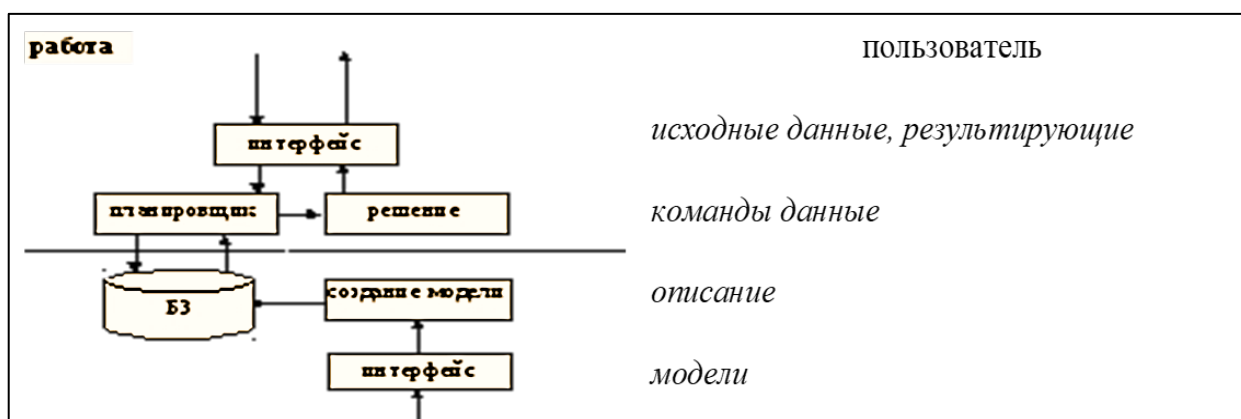 работа
пользователь
интерфейс
исходные данные, результирующие
планировщик
решение
команды данные
БЗ
создание модели
описание
интерфейс
модели